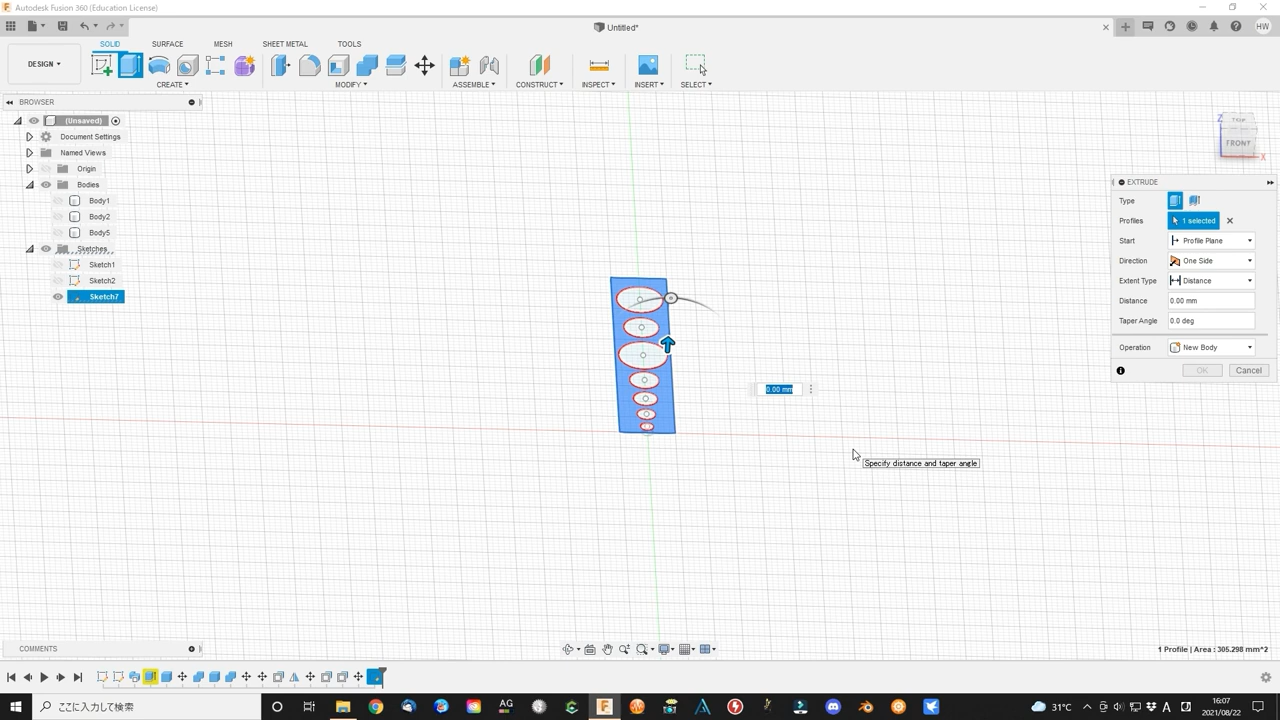 Autodesk Fusion 360 (Education License)
Untitled*
HW
SOLID SURFACE MESH SHEET METAL TOOLS
DESIGN
CREATE MODIFY ASSEMBLE CONSTRUCT INSPECT INSERT SELECT
BROWSER
(Unsaved)
Document Settings
Named Views
Origin
Bodies
Body1
Body2
Body5
Sketches
Sketch1
Sketch2
Sketch7
Z
TOP
FRONT
X
EXTRUDE
Type
Profiles 1 selected
Start Profile Plane
Direction One Side
Extent Type Distance
Distance 0.00 mm
Taper Angle 0.0 deg
Operation New Body
OK Cancel
0.00 mm
Specify distance and taper angle
COMMENTS
1 Profile | Area : 305.298 mm^2
ここに入力して検索
AG
31°C
A
16:07
2021/08/22